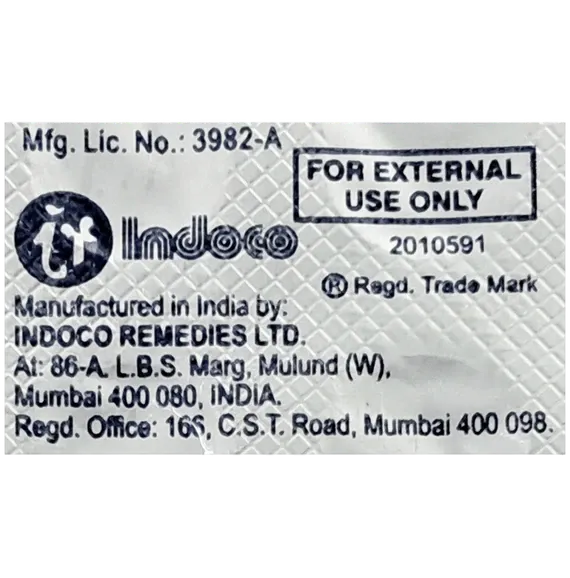 Mfg. Lic. No.: 3982-A
FOR EXTERNAL
USE ONLY
ir Indoco
2010591
® Regd. Trade Mark
Manufactured in India by:
INDOCO REMEDIES LTD.
At: 86-A. L.B.S. Marg, Mulund (W),
Mumbai 400 080, INDIA.
Regd. Office: 166, C.S.T. Road, Mumbai 400 098.